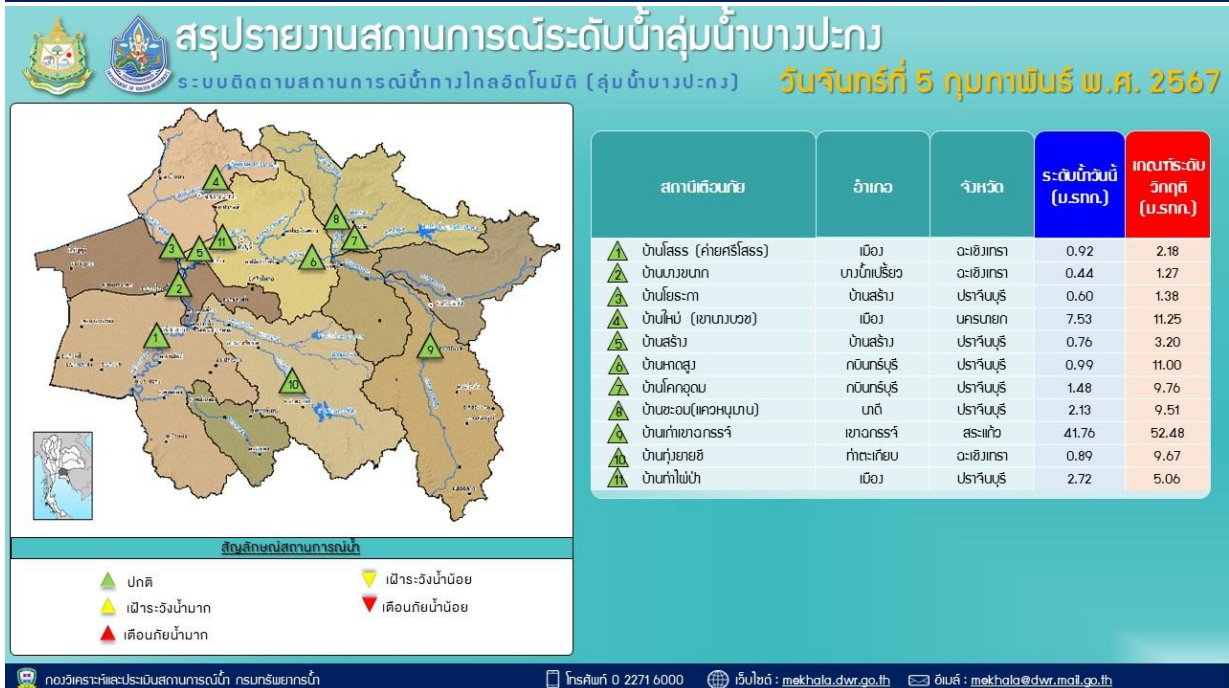 สรุปรายงานสถานการณ์ระดับน้ำลุ่มน้ำบางปะกง
ระบบติดตามสถานการณ์น้ำทางไกลอัตโนมัติ (ลุ่มน้ำบางปะกง) วันจันทร์ที่ 5 กุมภาพันธ์ พ.ศ. 2567
สถานีเตือนภัย อำเภอ จังหวัด ระดับน้ำวันนี้ (ม.รทก.) เกณฑ์ระดับวิกฤติ (ม.รทก.)
1 บ้านโสธร (ค่ายศรีโสธร) เมือง ฉะเชิงเทรา 0.92 2.18
2 บ้านบางขนาก บางน้ำเปรี้ยว ฉะเชิงเทรา 0.44 1.27
3 บ้านโยธะกา บ้านสร้าง ปราจีนบุรี 0.60 1.38
4 บ้านใหม่ (เขานางบวช) เมือง นครนายก 7.53 11.25
5 บ้านสร้าง บ้านสร้าง ปราจีนบุรี 0.76 3.20
6 บ้านหาดสูง กบินทร์บุรี ปราจีนบุรี 0.99 11.00
7 บ้านโคกอุดม กบินทร์บุรี ปราจีนบุรี 1.48 9.76
8 บ้านซะอม(แควหนุมาน) นาดี ปราจีนบุรี 2.13 9.51
9 บ้านเก่าเขาฉกรรจ์ เขาฉกรรจ์ สระแก้ว 41.76 52.48
10 บ้านทุ่งยายชี ท่าตะเกียบ ฉะเชิงเทรา 0.89 9.67
11 บ้านท่าไผ่ป่า เมือง ปราจีนบุรี 2.72 5.06
4
8
3
5
11
7
6
2
1
9
10
สัญลักษณ์สถานการณ์น้ำ
ปกติ เฝ้าระวังน้ำน้อย
เฝ้าระวังน้ำมาก เตือนภัยน้ำน้อย
เตือนภัยน้ำมาก
กองวิเคราะห์และประเมินสถานการณ์น้ำ กรมทรัพยากรน้ำ โทรศัพท์ 0 2271 6000 เว็บไซต์ : mekhala.dwr.go.th อีเมล์ : mekhala@dwr.mail.go.th